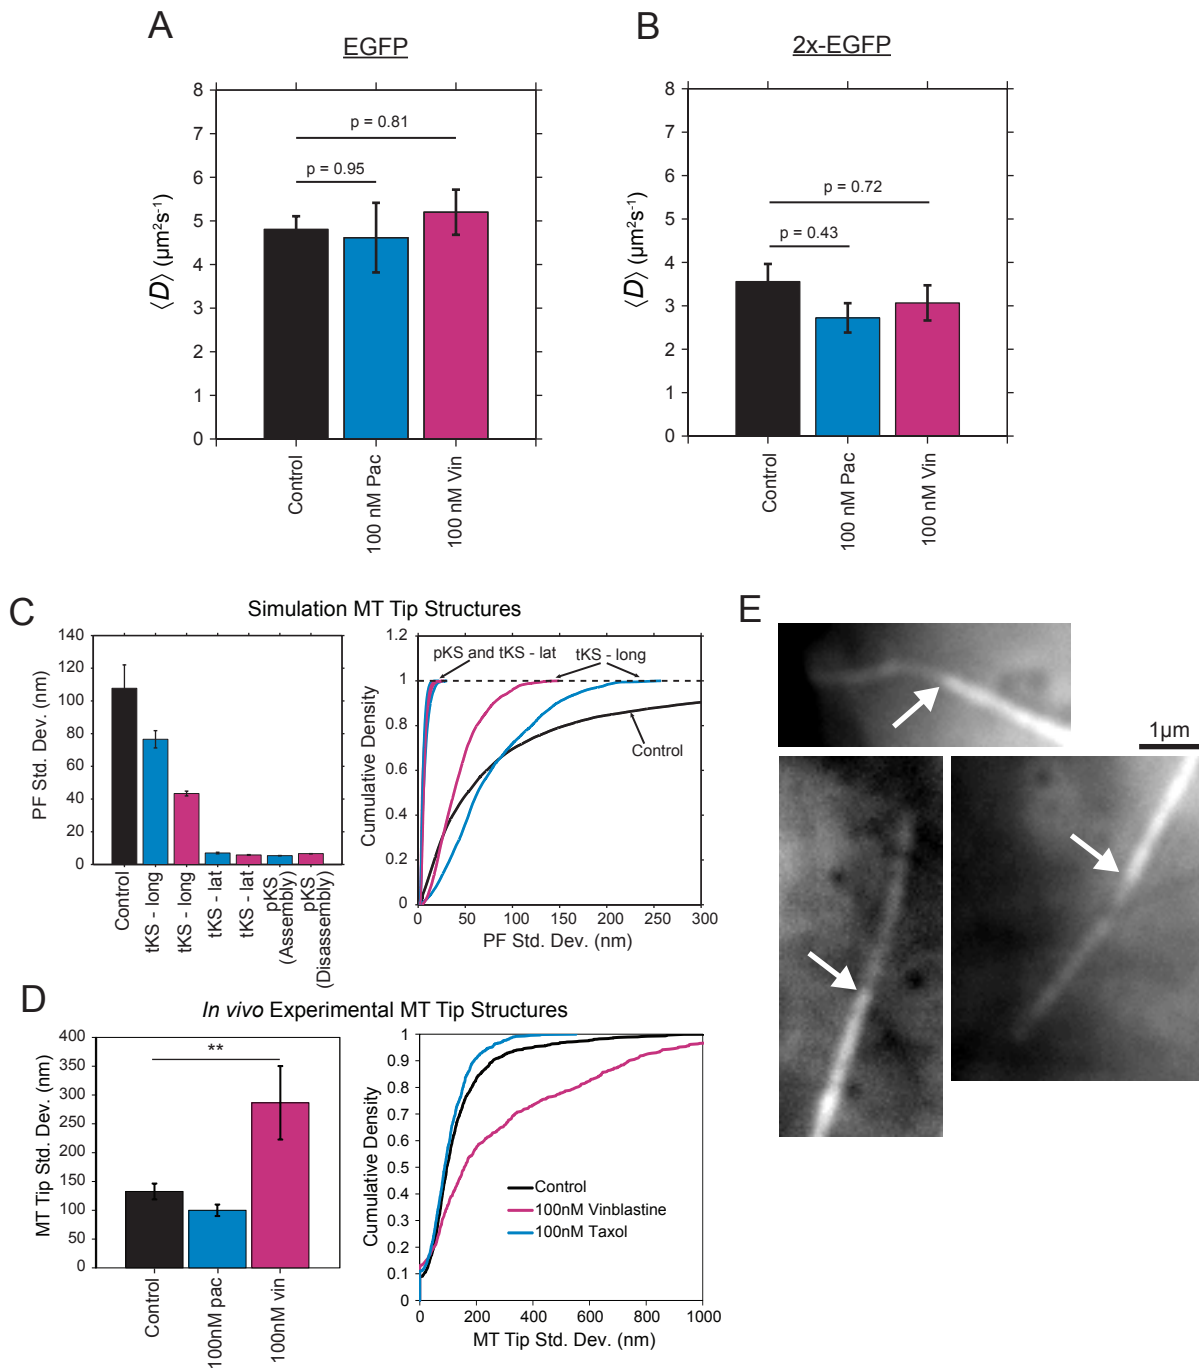 A
EGFP
8
7
6
5
4
3
2
1
0
⟨D⟩ (µm²s⁻¹)
p = 0.81
p = 0.95
Control
100 nM Pac
100 nM Vin
B
2x-EGFP
8
7
6
5
4
3
2
1
0
⟨D⟩ (µm²s⁻¹)
p = 0.72
p = 0.43
Control
100 nM Pac
100 nM Vin
C
Simulation MT Tip Structures
140
120
100
80
60
40
20
0
PF Std. Dev. (nm)
Control
tKS - long
tKS - long
tKS - lat
tKS - lat
pKS
(Assembly)
pKS
(Disassembly)
1.2
1
0.8
0.6
0.4
0.2
0
Cumulative Density
pKS and tKS - lat
tKS - long
Control
0 50 100 150 200 250 300
PF Std. Dev. (nm)
D
In vivo Experimental MT Tip Structures
400
350
300
250
200
150
100
50
0
MT Tip Std. Dev. (nm)
**
Control
100nM pac
100nM vin
1
0.9
0.8
0.7
0.6
0.5
0.4
0.3
0.2
0.1
0
Cumulative Density
Control
100nM Vinblastine
100nM Taxol
0 200 400 600 800 1000
MT Tip Std. Dev. (nm)
E
1µm